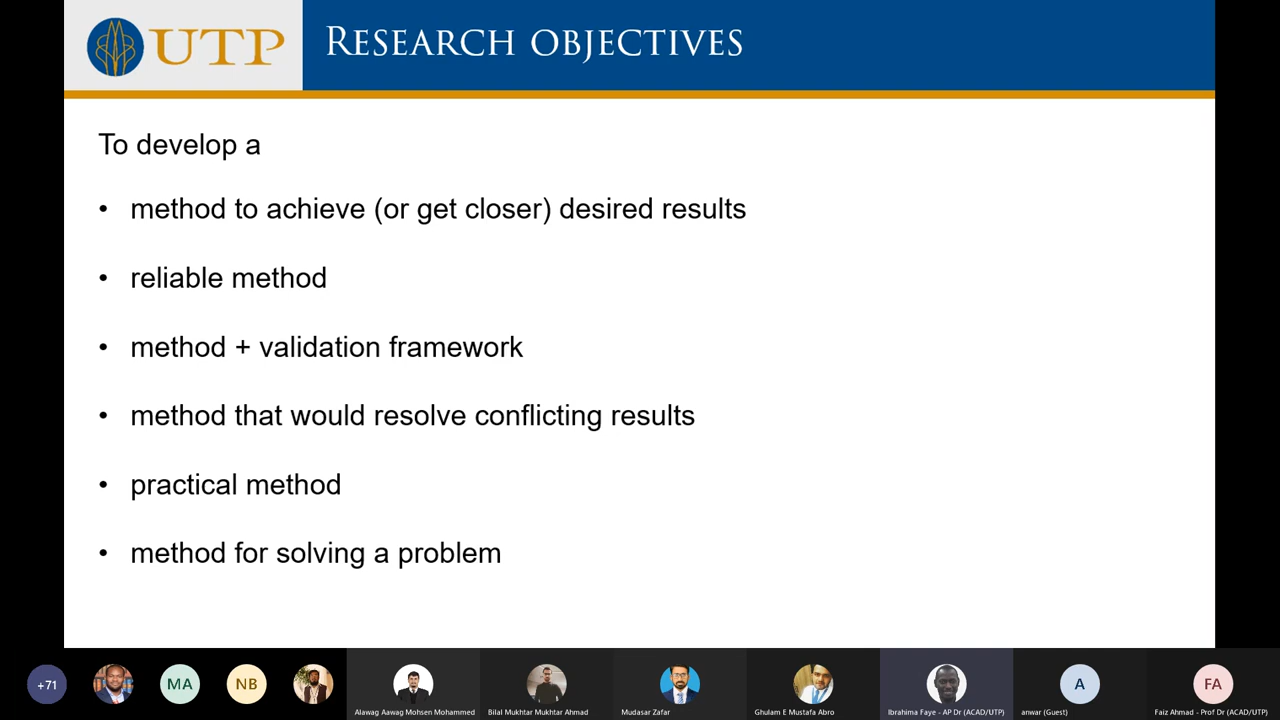 UTP
RESEARCH OBJECTIVES
To develop a
• method to achieve (or get closer) desired results
• reliable method
• method + validation framework
• method that would resolve conflicting results
• practical method
• method for solving a problem
+71
MA
NB
A
FA
Alawag Aawag Mohsen Mohammed
Bilal Mukhtar Mukhtar Ahmad
Mudasar Zafar
Ghulam E Mustafa Abro
Ibrahima Faye - AP Dr (ACAD/UTP)
anwar (Guest)
Faiz Ahmad - Prof Dr (ACAD/UTP)